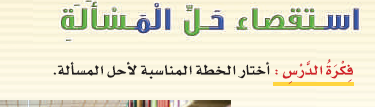 استقصاء حَلِّ الْمَسْأَلَةِ
فِكْرَةُ الدَّرْسِ : أختار الخطة المناسبة لأحل المسألة.